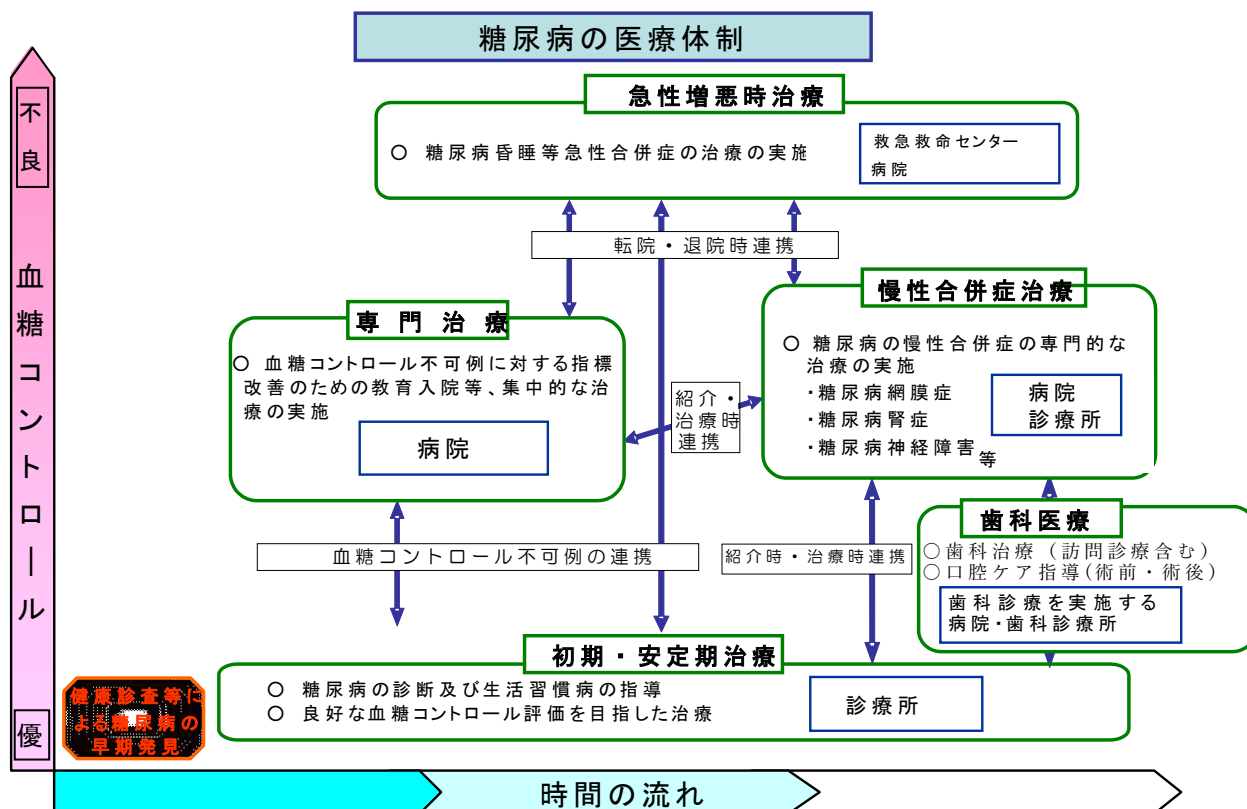 糖尿病の医療体制
不良
血糖コントロール
優
急性増悪時治療
○ 糖尿病昏睡等急性合併症の治療の実施
救急救命センター
病院
転院・退院時連携
専門治療
○ 血糖コントロール不可例に対する指標
改善のための教育入院等、集中的な治
療の実施
病院
紹介・
治療時
連携
慢性合併症治療
○ 糖尿病の慢性合併症の専門的な
治療の実施
・糖尿病網膜症
・糖尿病腎症
・糖尿病神経障害 等
病院
診療所
血糖コントロール不可例の連携
紹介時・治療時連携
歯科医療
○歯科治療（訪問診療含む）
○口腔ケア指導(術前・術後)
歯科診療を実施する
病院・歯科診療所
初期・安定期治療
○ 糖尿病の診断及び生活習慣病の指導
○ 良好な血糖コントロール評価を目指した治療
診療所
健康診査等に
よる糖尿病の
早期発見
時間の流れ